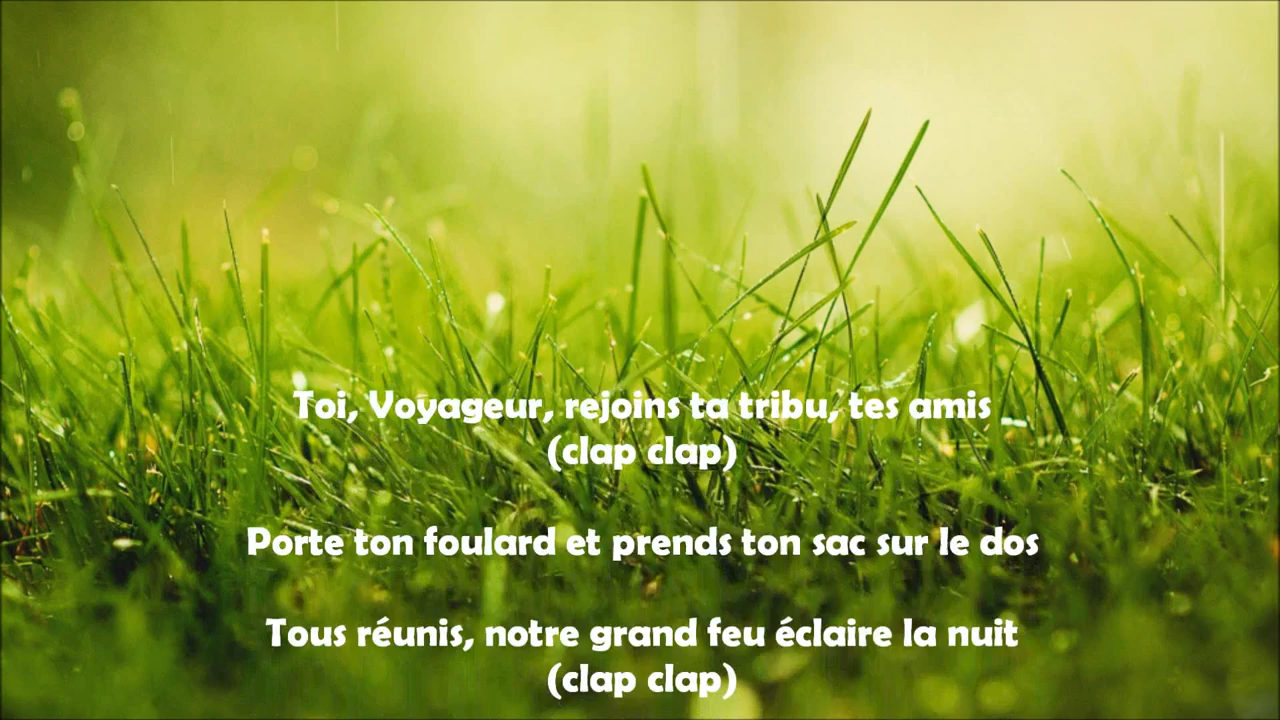 Toi, Voyageur, rejoins ta tribu, tes amis
(clap clap)
Porte ton foulard et prends ton sac sur le dos
Tous réunis, notre grand feu éclaire la nuit
(clap clap)